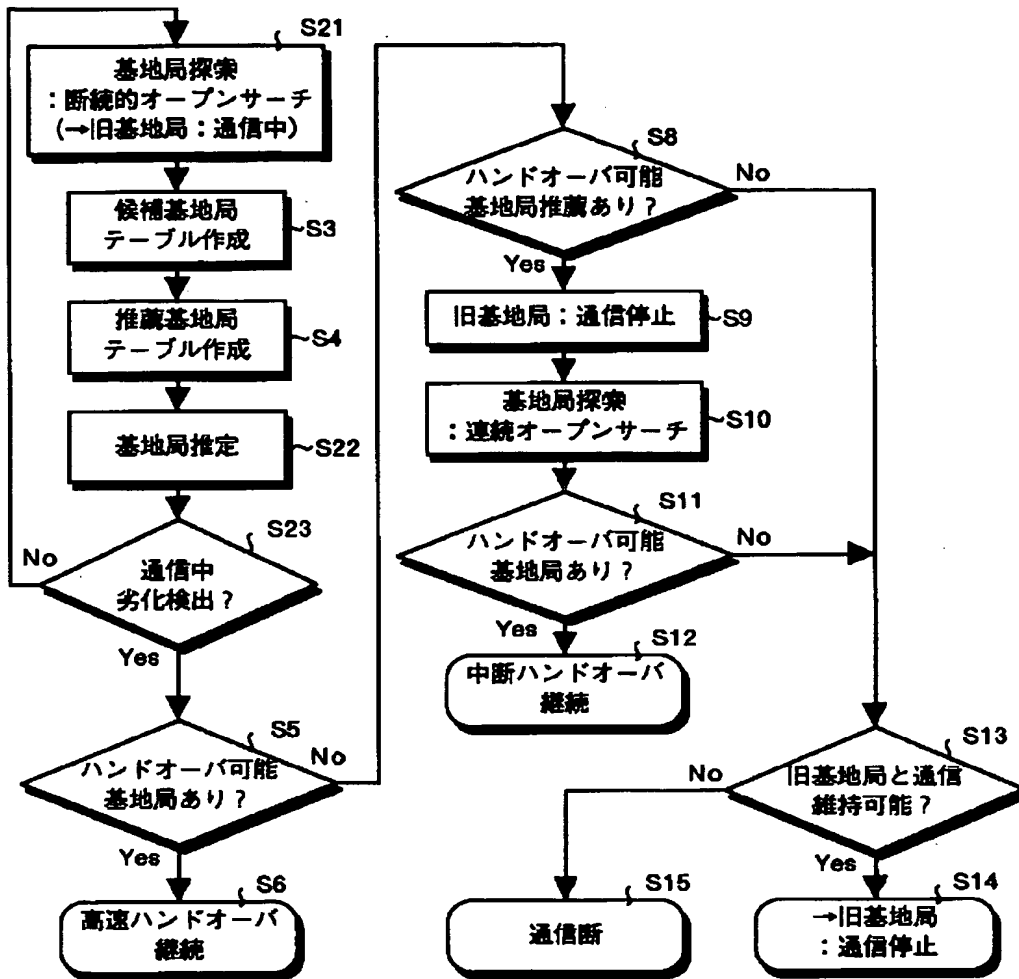 S21
基地局探索
:断続的オープンサーチ
(→旧基地局:通信中)
候補基地局
テーブル作成
S3
推薦基地局
テーブル作成
S4
基地局推定
S22
S23
No
通信中
劣化検出?
Yes
S5
No
ハンドオーバ可能
基地局あり?
Yes
S6
高速ハンドオーバ
継続
S8
No
ハンドオーバ可能
基地局推薦あり?
Yes
旧基地局:通信停止
S9
基地局探索
:連続オープンサーチ
S10
S11
No
ハンドオーバ可能
基地局あり?
Yes
S12
中断ハンドオーバ
継続
S13
No
旧基地局と通信
維持可能?
Yes
S15
通信断
S14
→旧基地局
:通信停止